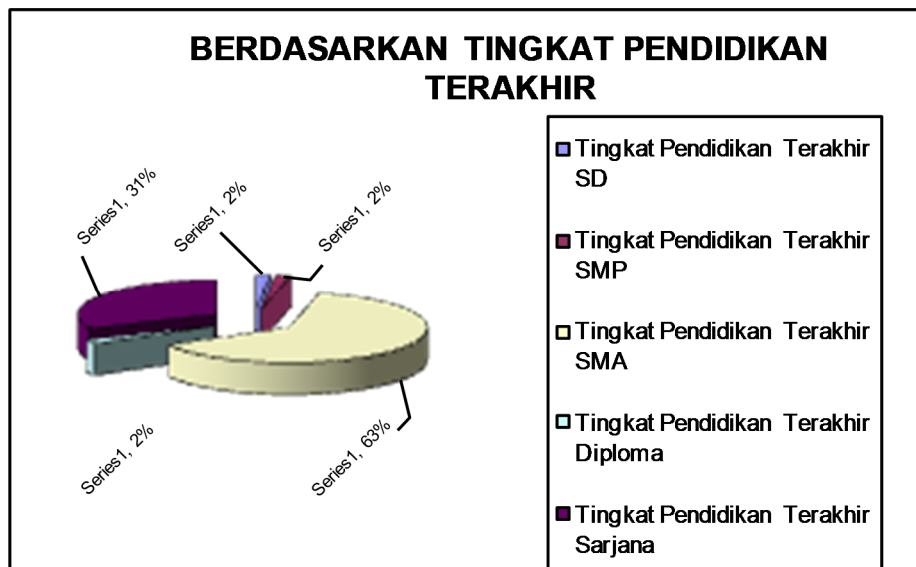 BERDASARKAN TINGKAT PENDIDIKAN
TERAKHIR
Series1, 31%
Series1, 2%
Series1, 2%
Series1, 2%
Series1, 63%
Tingkat Pendidikan Terakhir
SD
Tingkat Pendidikan Terakhir
SMP
Tingkat Pendidikan Terakhir
SMA
Tingkat Pendidikan Terakhir
Diploma
Tingkat Pendidikan Terakhir
Sarjana